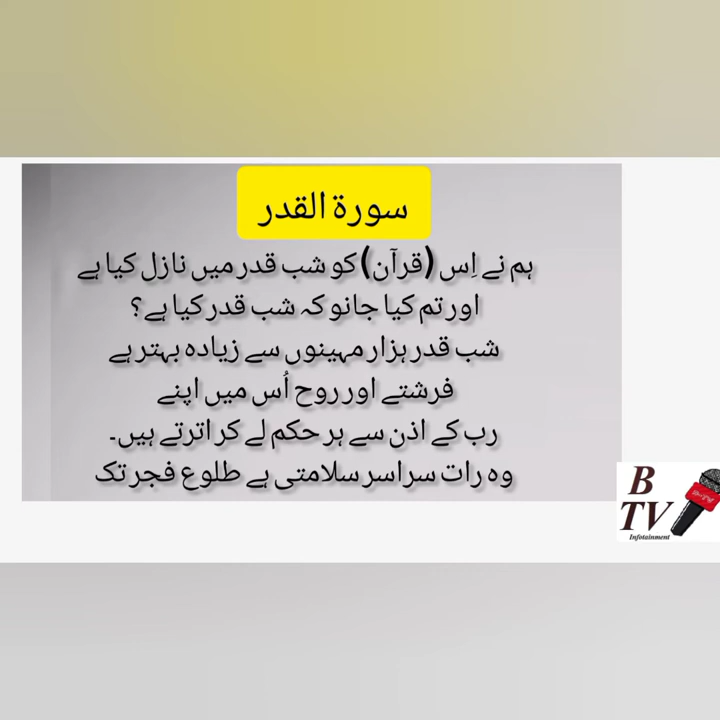 سورۃ القدر
ہم نے اِس (قرآن) کو شب قدر میں نازل کیا ہے
اور تم کیا جانو کہ شب قدر کیا ہے؟
شب قدر ہزار مہینوں سے زیادہ بہتر ہے
فرشتے اور روح اُس میں اپنے
رب کے اذن سے ہر حکم لے کر اترتے ہیں۔
وہ رات سراسر سلامتی ہے طلوع فجر تک
B
TV
Infotainment
B-TV